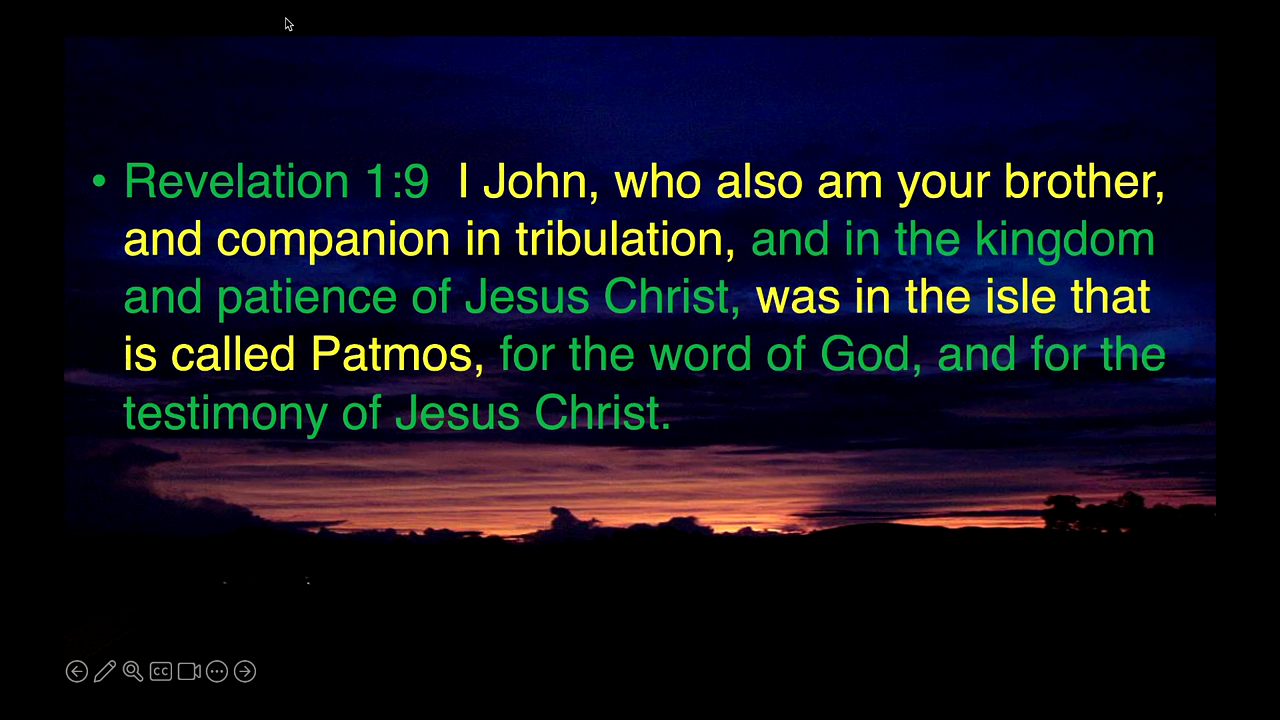 • Revelation 1:9  I John, who also am your brother,
and companion in tribulation, and in the kingdom
and patience of Jesus Christ, was in the isle that
is called Patmos, for the word of God, and for the
testimony of Jesus Christ.
CC